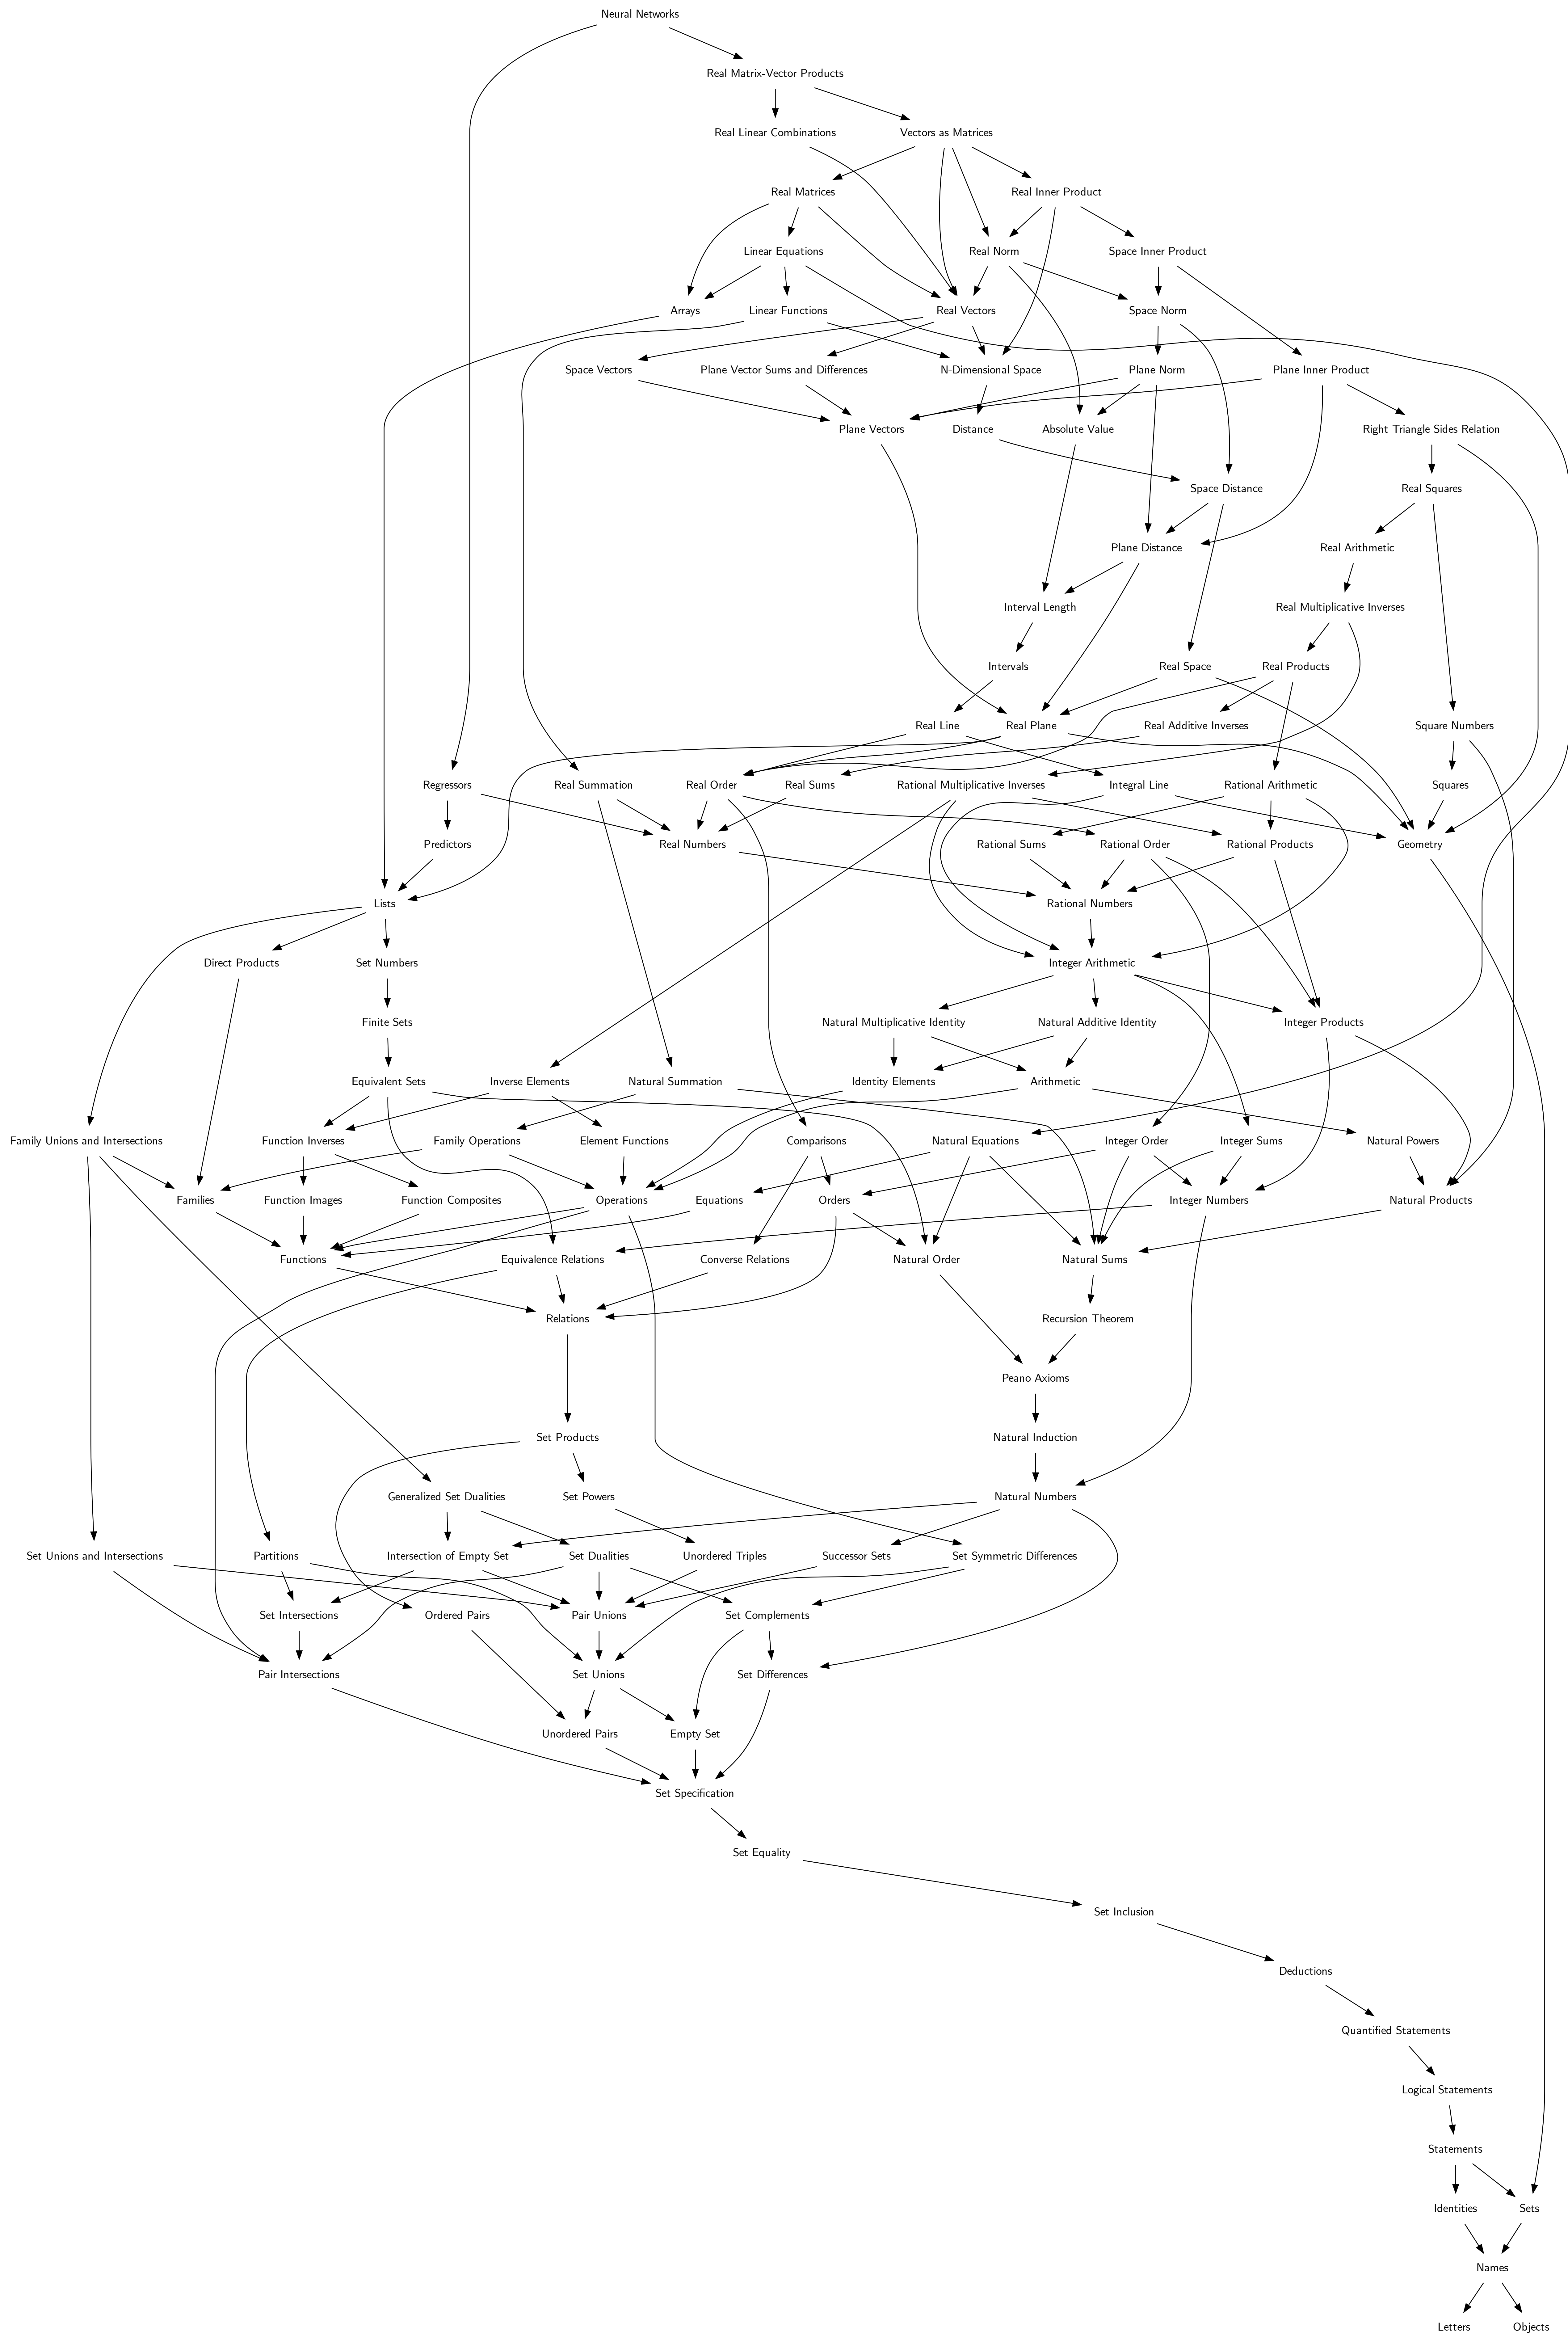 Neural Networks
Real Matrix-Vector Products
Real Linear Combinations
Vectors as Matrices
Real Matrices
Real Inner Product
Linear Equations
Real Norm
Space Inner Product
Arrays
Linear Functions
Real Vectors
Space Norm
Space Vectors
Plane Vector Sums and Differences
N-Dimensional Space
Plane Norm
Plane Inner Product
Plane Vectors
Distance
Absolute Value
Right Triangle Sides Relation
Space Distance
Real Squares
Plane Distance
Real Arithmetic
Interval Length
Real Multiplicative Inverses
Intervals
Real Space
Real Products
Real Line
Real Plane
Real Additive Inverses
Square Numbers
Regressors
Real Summation
Real Order
Real Sums
Rational Multiplicative Inverses
Integral Line
Rational Arithmetic
Squares
Predictors
Real Numbers
Rational Sums
Rational Order
Rational Products
Geometry
Lists
Rational Numbers
Direct Products
Set Numbers
Integer Arithmetic
Finite Sets
Natural Multiplicative Identity
Natural Additive Identity
Integer Products
Equivalent Sets
Inverse Elements
Natural Summation
Identity Elements
Arithmetic
Family Unions and Intersections
Function Inverses
Family Operations
Element Functions
Comparisons
Natural Equations
Integer Order
Integer Sums
Natural Powers
Families
Function Images
Function Composites
Operations
Equations
Orders
Integer Numbers
Natural Products
Functions
Equivalence Relations
Converse Relations
Natural Order
Natural Sums
Relations
Recursion Theorem
Peano Axioms
Set Products
Natural Induction
Generalized Set Dualities
Set Powers
Natural Numbers
Set Unions and Intersections
Partitions
Intersection of Empty Set
Set Dualities
Unordered Triples
Successor Sets
Set Symmetric Differences
Set Intersections
Ordered Pairs
Pair Unions
Set Complements
Pair Intersections
Set Unions
Set Differences
Unordered Pairs
Empty Set
Set Specification
Set Equality
Set Inclusion
Deductions
Quantified Statements
Logical Statements
Statements
Identities
Sets
Names
Letters
Objects